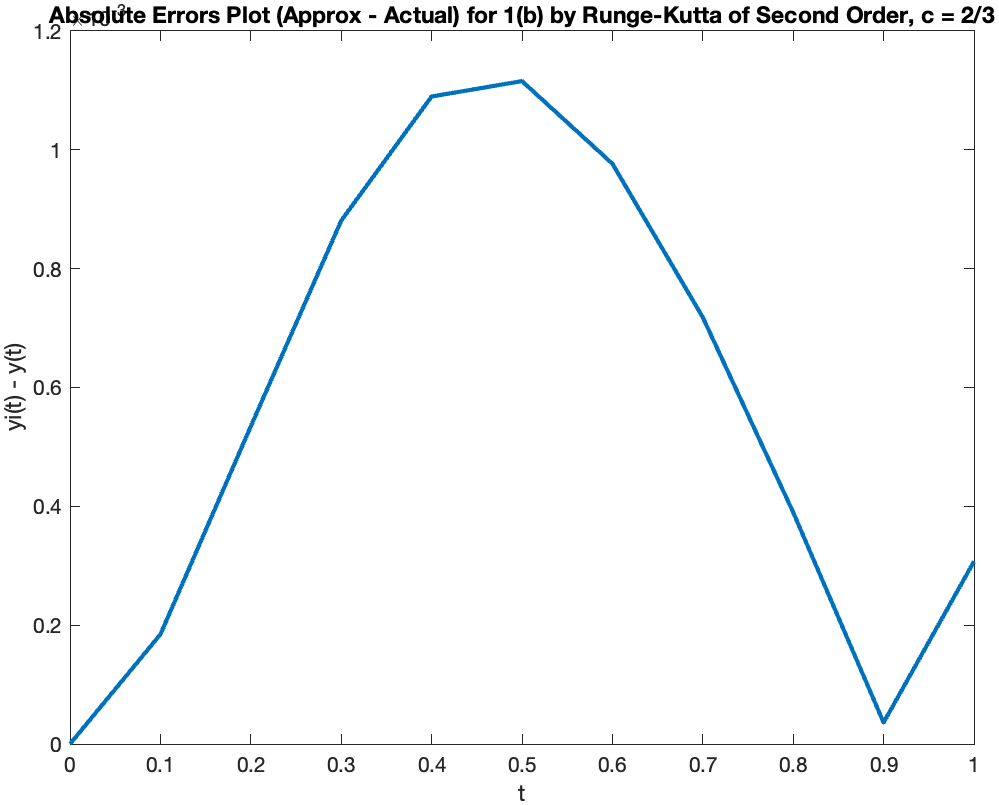 Absolute Errors Plot (Approx - Actual) for 1(b) by Runge-Kutta of Second Order, c = 2/3
1.2
1
0.8
0.6
0.4
0.2
0
yi(t) - y(t)
0 0.1 0.2 0.3 0.4 0.5 0.6 0.7 0.8 0.9 1
t